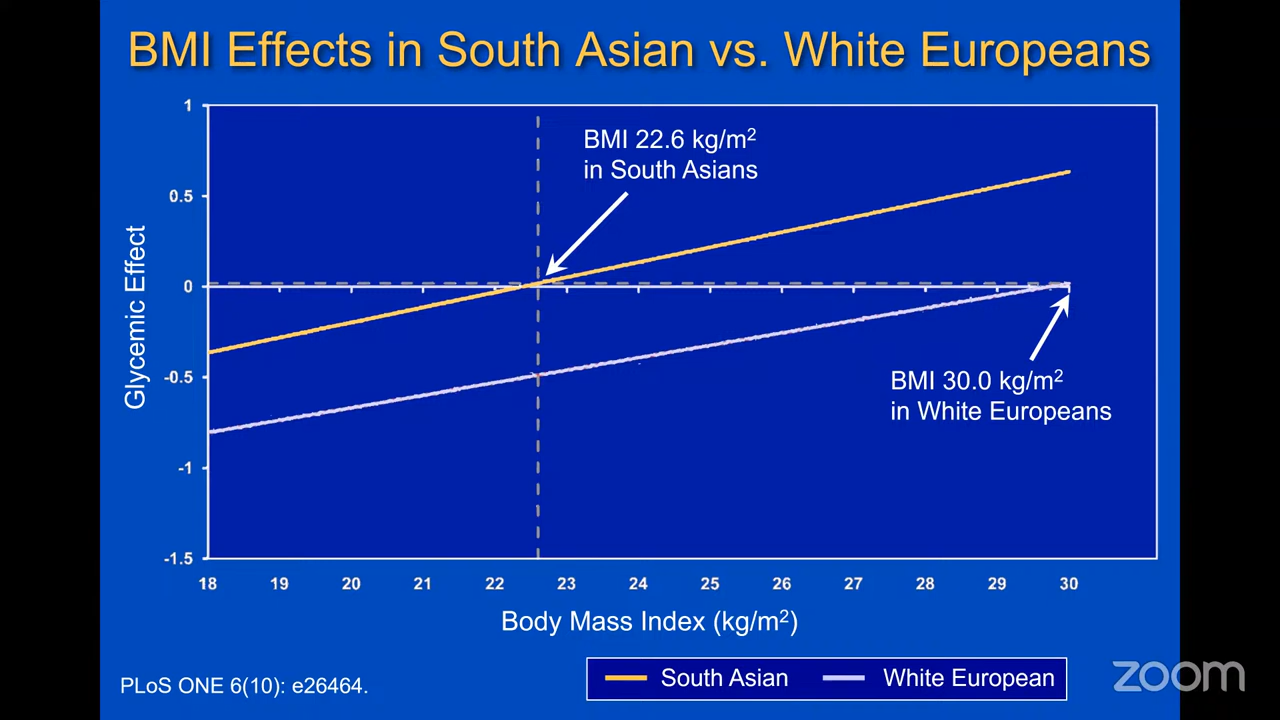 BMI Effects in South Asian vs. White Europeans
1
BMI 22.6 kg/m²
in South Asians
0.5
Glycemic Effect
0
-0.5
BMI 30.0 kg/m²
in White Europeans
-1
-1.5
18 19 20 21 22 23 24 25 26 27 28 29 30
Body Mass Index (kg/m²)
South Asian White European
PLoS ONE 6(10): e26464.
zoom